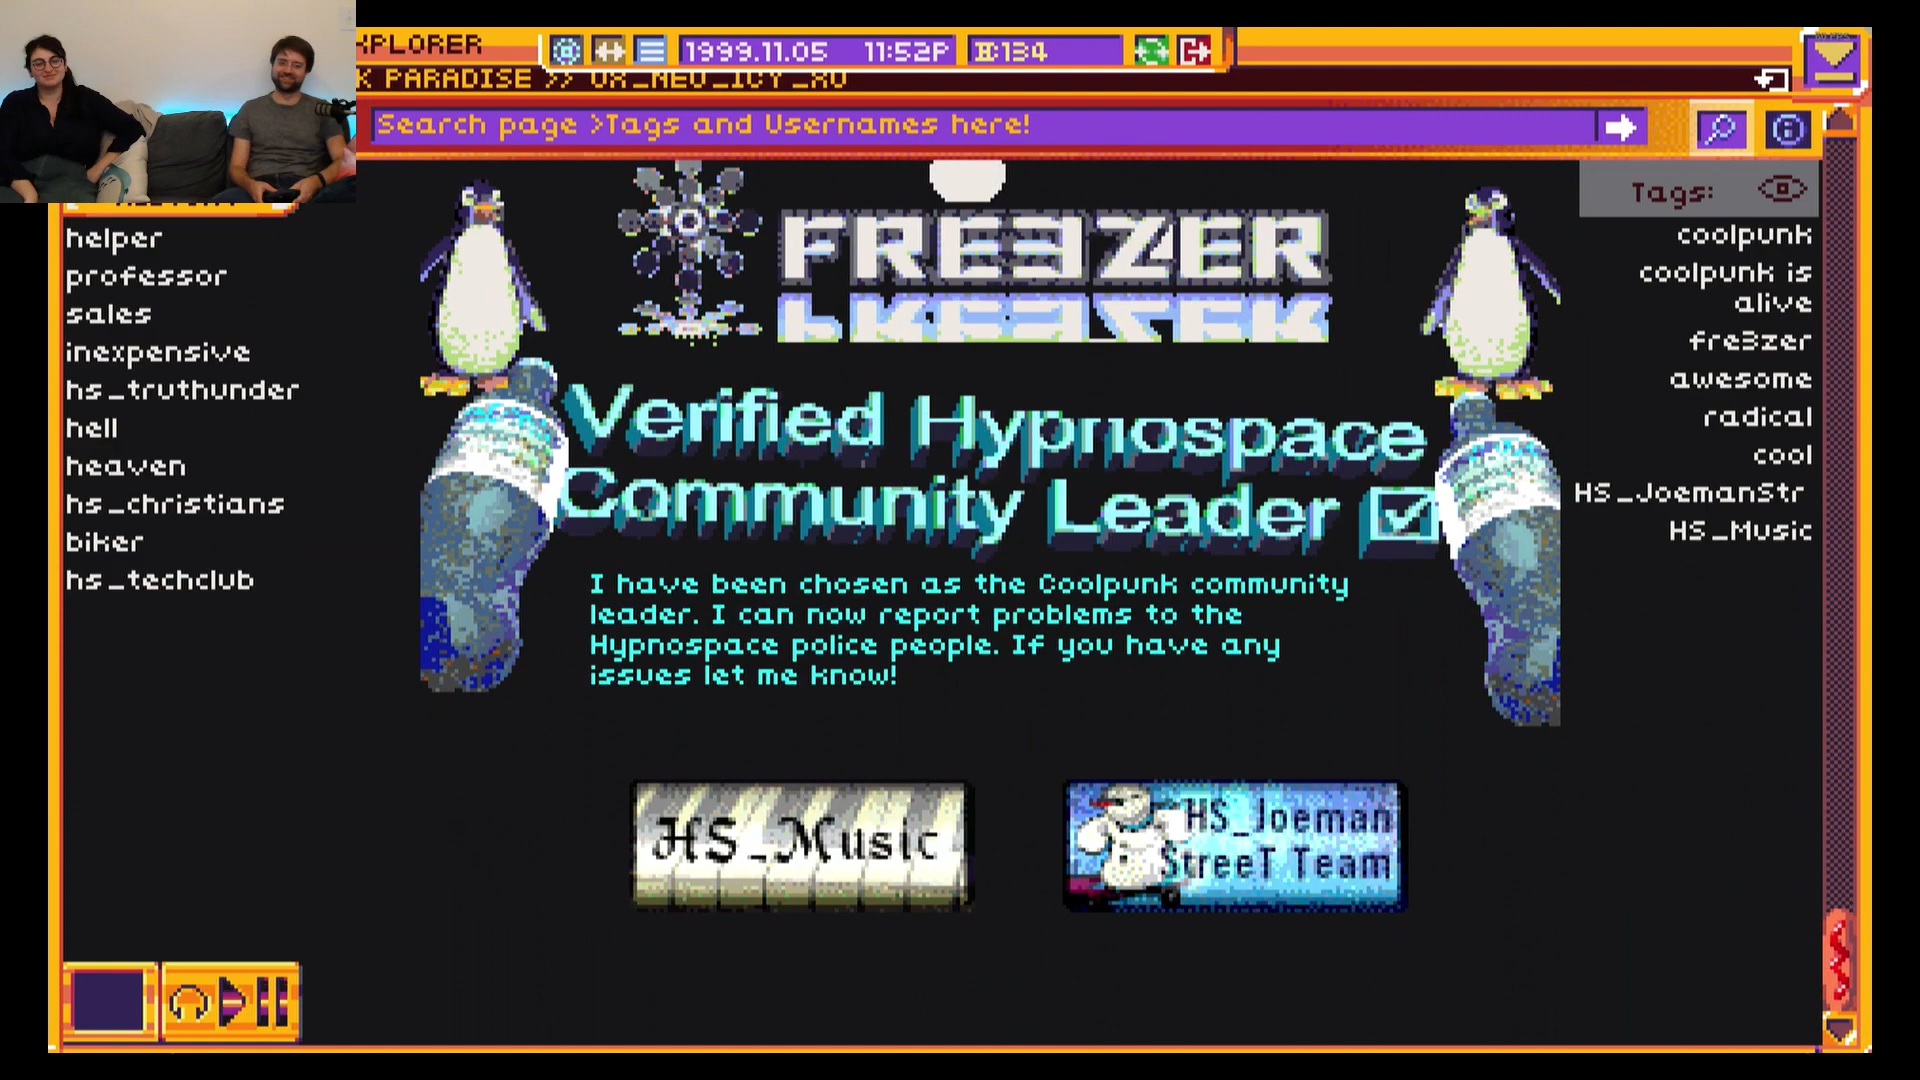 XPLORER
1999.11.05 11:52P
134
K PARADISE >>
Search page >Tags and Usernames here!
Tags:
helper
professor
sales
inexpensive
hs_truthunder
hell
heaven
hs_christians
biker
hs_techclub
FRE3ZER
Verified Hypnospace
Community Leader
I have been chosen as the Coolpunk community
leader. I can now report problems to the
Hypnospace police people. If you have any
issues let me know!
HS_Music
HS_Joeman
StreeT Team
coolpunk
coolpunk is
alive
fre3zer
awesome
radical
cool
HS_JoemanStr
HS_Music